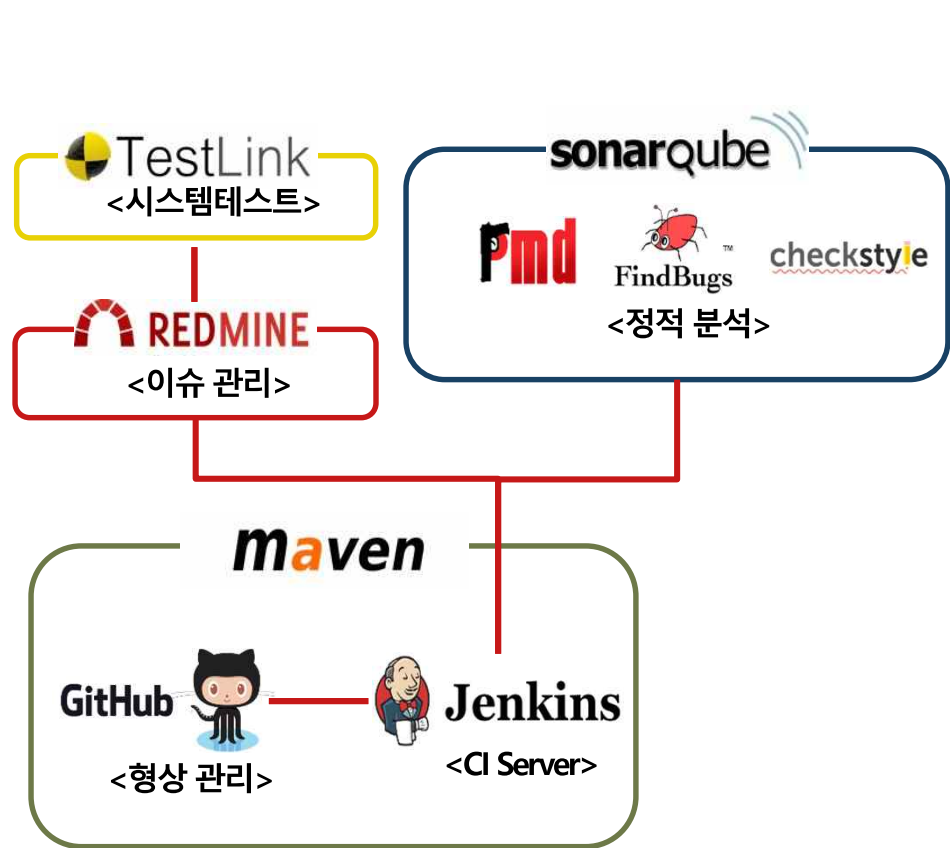 TestLink
<시스템테스트>
REDMINE
<이슈 관리>
sonarqube
Pmd
FindBugs™
checkstyle
<정적 분석>
maven
GitHub
<형상 관리>
Jenkins
<CI Server>